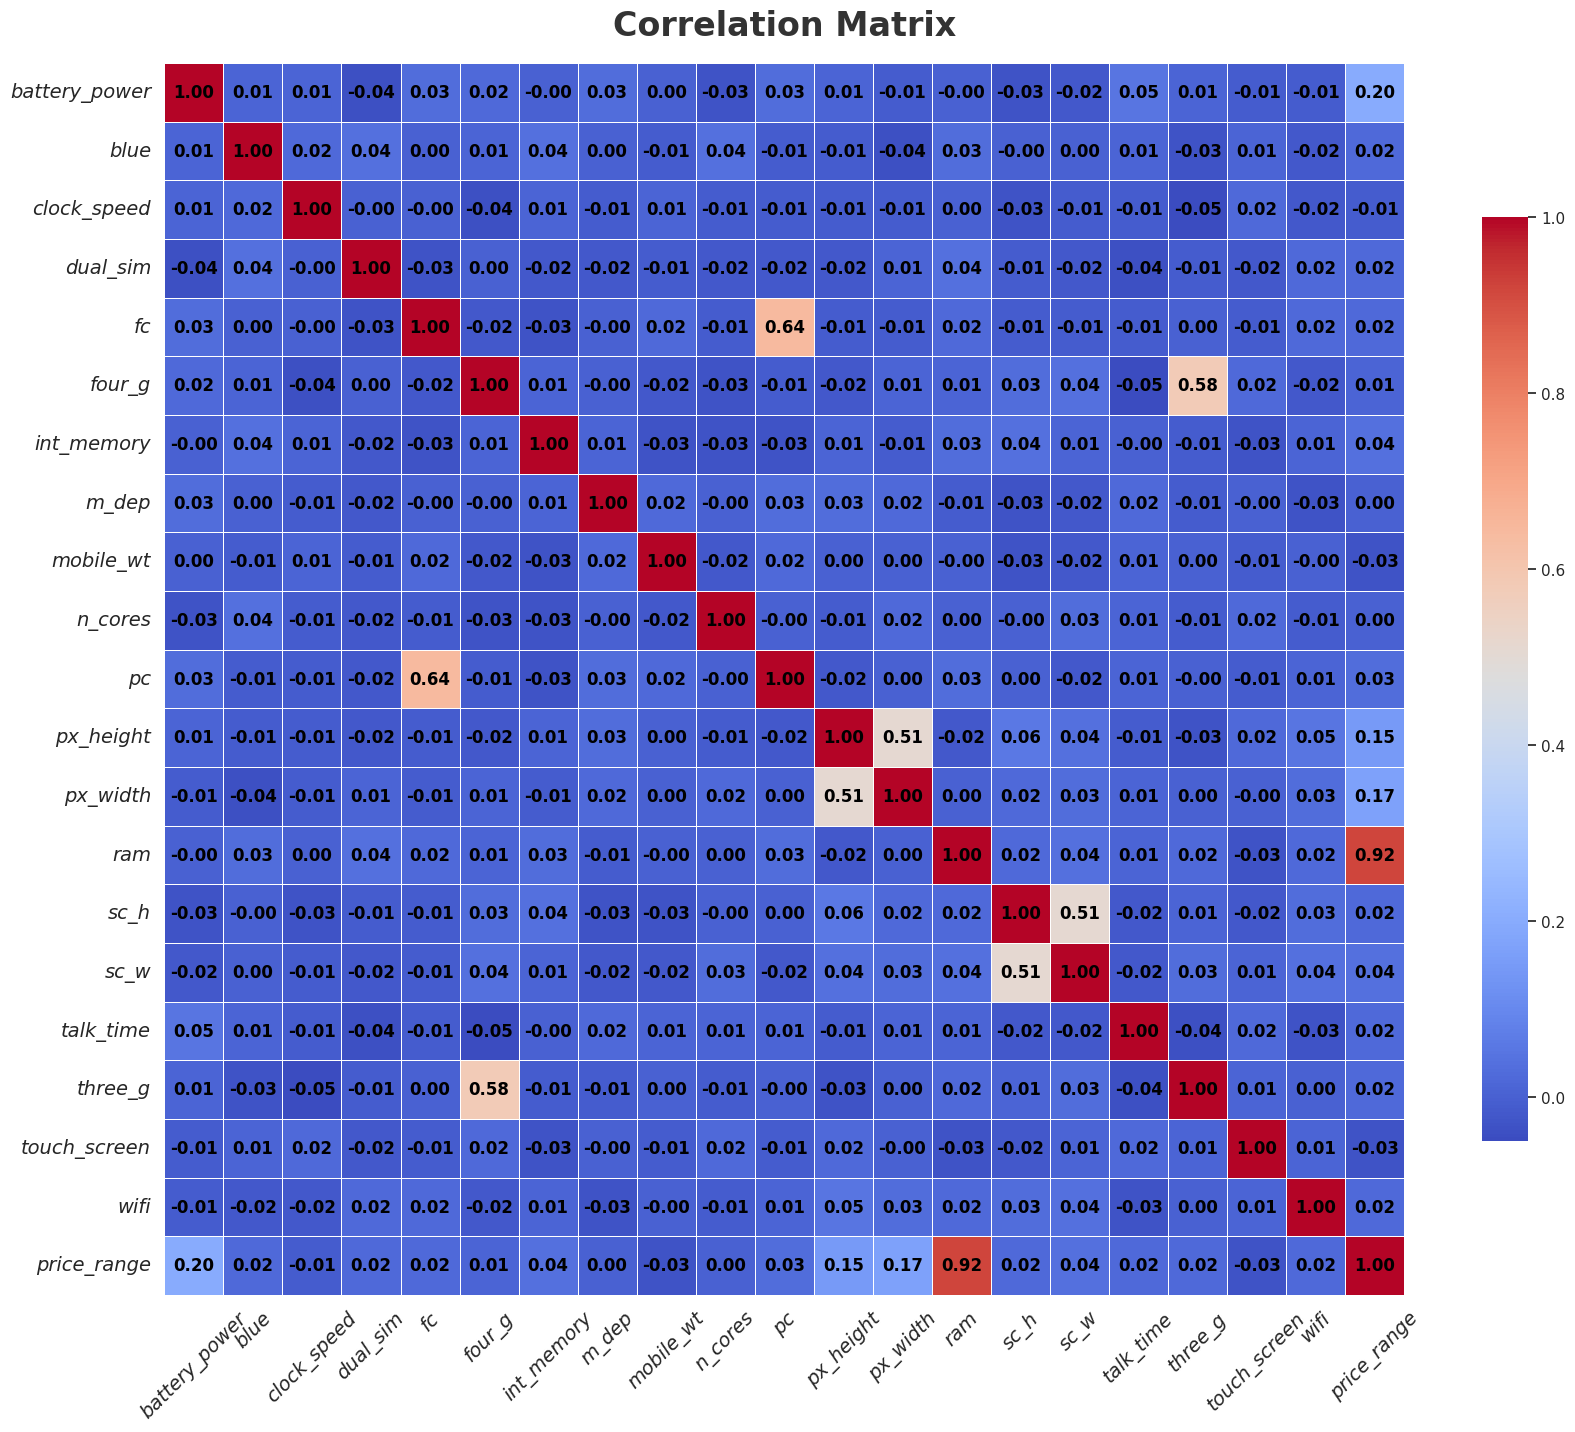 Correlation Matrix
battery_power 1.00 0.01 0.01 -0.04 0.03 0.02 -0.00 0.03 0.00 -0.03 0.03 0.01 -0.01 -0.00 -0.03 -0.02 0.05 0.01 -0.01 -0.01 0.20
blue 0.01 1.00 0.02 0.04 0.00 0.01 0.04 0.00 -0.01 0.04 -0.01 -0.01 -0.04 0.03 -0.00 0.00 0.01 -0.03 0.01 -0.02 0.02
clock_speed 0.01 0.02 1.00 -0.00 -0.00 -0.04 0.01 -0.01 0.01 -0.01 -0.01 -0.01 -0.01 0.00 -0.03 -0.01 -0.01 -0.05 0.02 -0.02 -0.01
dual_sim -0.04 0.04 -0.00 1.00 -0.03 0.00 -0.02 -0.02 -0.01 -0.02 -0.02 -0.02 0.01 0.04 -0.01 -0.02 -0.04 -0.01 -0.02 0.02 0.02
fc 0.03 0.00 -0.00 -0.03 1.00 -0.02 -0.03 -0.00 0.02 -0.01 0.64 -0.01 -0.01 0.02 -0.01 -0.01 -0.01 0.00 -0.01 0.02 0.02
four_g 0.02 0.01 -0.04 0.00 -0.02 1.00 0.01 -0.00 -0.02 -0.03 -0.01 -0.02 0.01 0.01 0.03 0.04 -0.05 0.58 0.02 -0.02 0.01
int_memory -0.00 0.04 0.01 -0.02 -0.03 0.01 1.00 0.01 -0.03 -0.03 -0.03 0.01 -0.01 0.03 0.04 0.01 -0.00 -0.01 -0.03 0.01 0.04
m_dep 0.03 0.00 -0.01 -0.02 -0.00 -0.00 0.01 1.00 0.02 -0.00 0.03 0.03 0.02 -0.01 -0.03 -0.02 0.02 -0.01 -0.00 -0.03 0.00
mobile_wt 0.00 -0.01 0.01 -0.01 0.02 -0.02 -0.03 0.02 1.00 -0.02 0.02 0.00 0.00 -0.00 -0.03 -0.02 0.01 0.00 -0.01 -0.00 -0.03
n_cores -0.03 0.04 -0.01 -0.02 -0.01 -0.03 -0.03 -0.00 -0.02 1.00 -0.00 -0.01 0.02 0.00 -0.00 0.03 0.01 -0.01 0.02 -0.01 0.00
pc 0.03 -0.01 -0.01 -0.02 0.64 -0.01 -0.03 0.03 0.02 -0.00 1.00 -0.02 0.00 0.03 0.00 -0.02 0.01 -0.00 -0.01 0.01 0.03
px_height 0.01 -0.01 -0.01 -0.02 -0.01 -0.02 0.01 0.03 0.00 -0.01 -0.02 1.00 0.51 -0.02 0.06 0.04 -0.01 -0.03 0.02 0.05 0.15
px_width -0.01 -0.04 -0.01 0.01 -0.01 0.01 -0.01 0.02 0.00 0.02 0.00 0.51 1.00 0.00 0.02 0.03 0.01 0.00 -0.00 0.03 0.17
ram -0.00 0.03 0.00 0.04 0.02 0.01 0.03 -0.01 -0.00 0.00 0.03 -0.02 0.00 1.00 0.02 0.04 0.01 0.02 -0.03 0.02 0.92
sc_h -0.03 -0.00 -0.03 -0.01 -0.01 0.03 0.04 -0.03 -0.03 -0.00 0.00 0.06 0.02 0.02 1.00 0.51 -0.02 0.01 -0.02 0.03 0.02
sc_w -0.02 0.00 -0.01 -0.02 -0.01 0.04 0.01 -0.02 -0.02 0.03 -0.02 0.04 0.03 0.04 0.51 1.00 -0.02 0.03 0.01 0.04 0.04
talk_time 0.05 0.01 -0.01 -0.04 -0.01 -0.05 -0.00 0.02 0.01 0.01 0.01 -0.01 0.01 0.01 -0.02 -0.02 1.00 -0.04 0.02 -0.03 0.02
three_g 0.01 -0.03 -0.05 -0.01 0.00 0.58 -0.01 -0.01 0.00 -0.01 -0.00 -0.03 0.00 0.02 0.01 0.03 -0.04 1.00 0.01 0.00 0.02
touch_screen -0.01 0.01 0.02 -0.02 -0.01 0.02 -0.03 -0.00 -0.01 0.02 -0.01 0.02 -0.00 -0.03 -0.02 0.01 0.02 0.01 1.00 0.01 -0.03
wifi -0.01 -0.02 -0.02 0.02 0.02 -0.02 0.01 -0.03 -0.00 -0.01 0.01 0.05 0.03 0.02 0.03 0.04 -0.03 0.00 0.01 1.00 0.02
price_range 0.20 0.02 -0.01 0.02 0.02 0.01 0.04 0.00 -0.03 0.00 0.03 0.15 0.17 0.92 0.02 0.04 0.02 0.02 -0.03 0.02 1.00
battery_power blue clock_speed dual_sim fc four_g int_memory m_dep mobile_wt n_cores pc px_height px_width ram sc_h sc_w talk_time three_g touch_screen wifi price_range
1.0
0.8
0.6
0.4
0.2
0.0